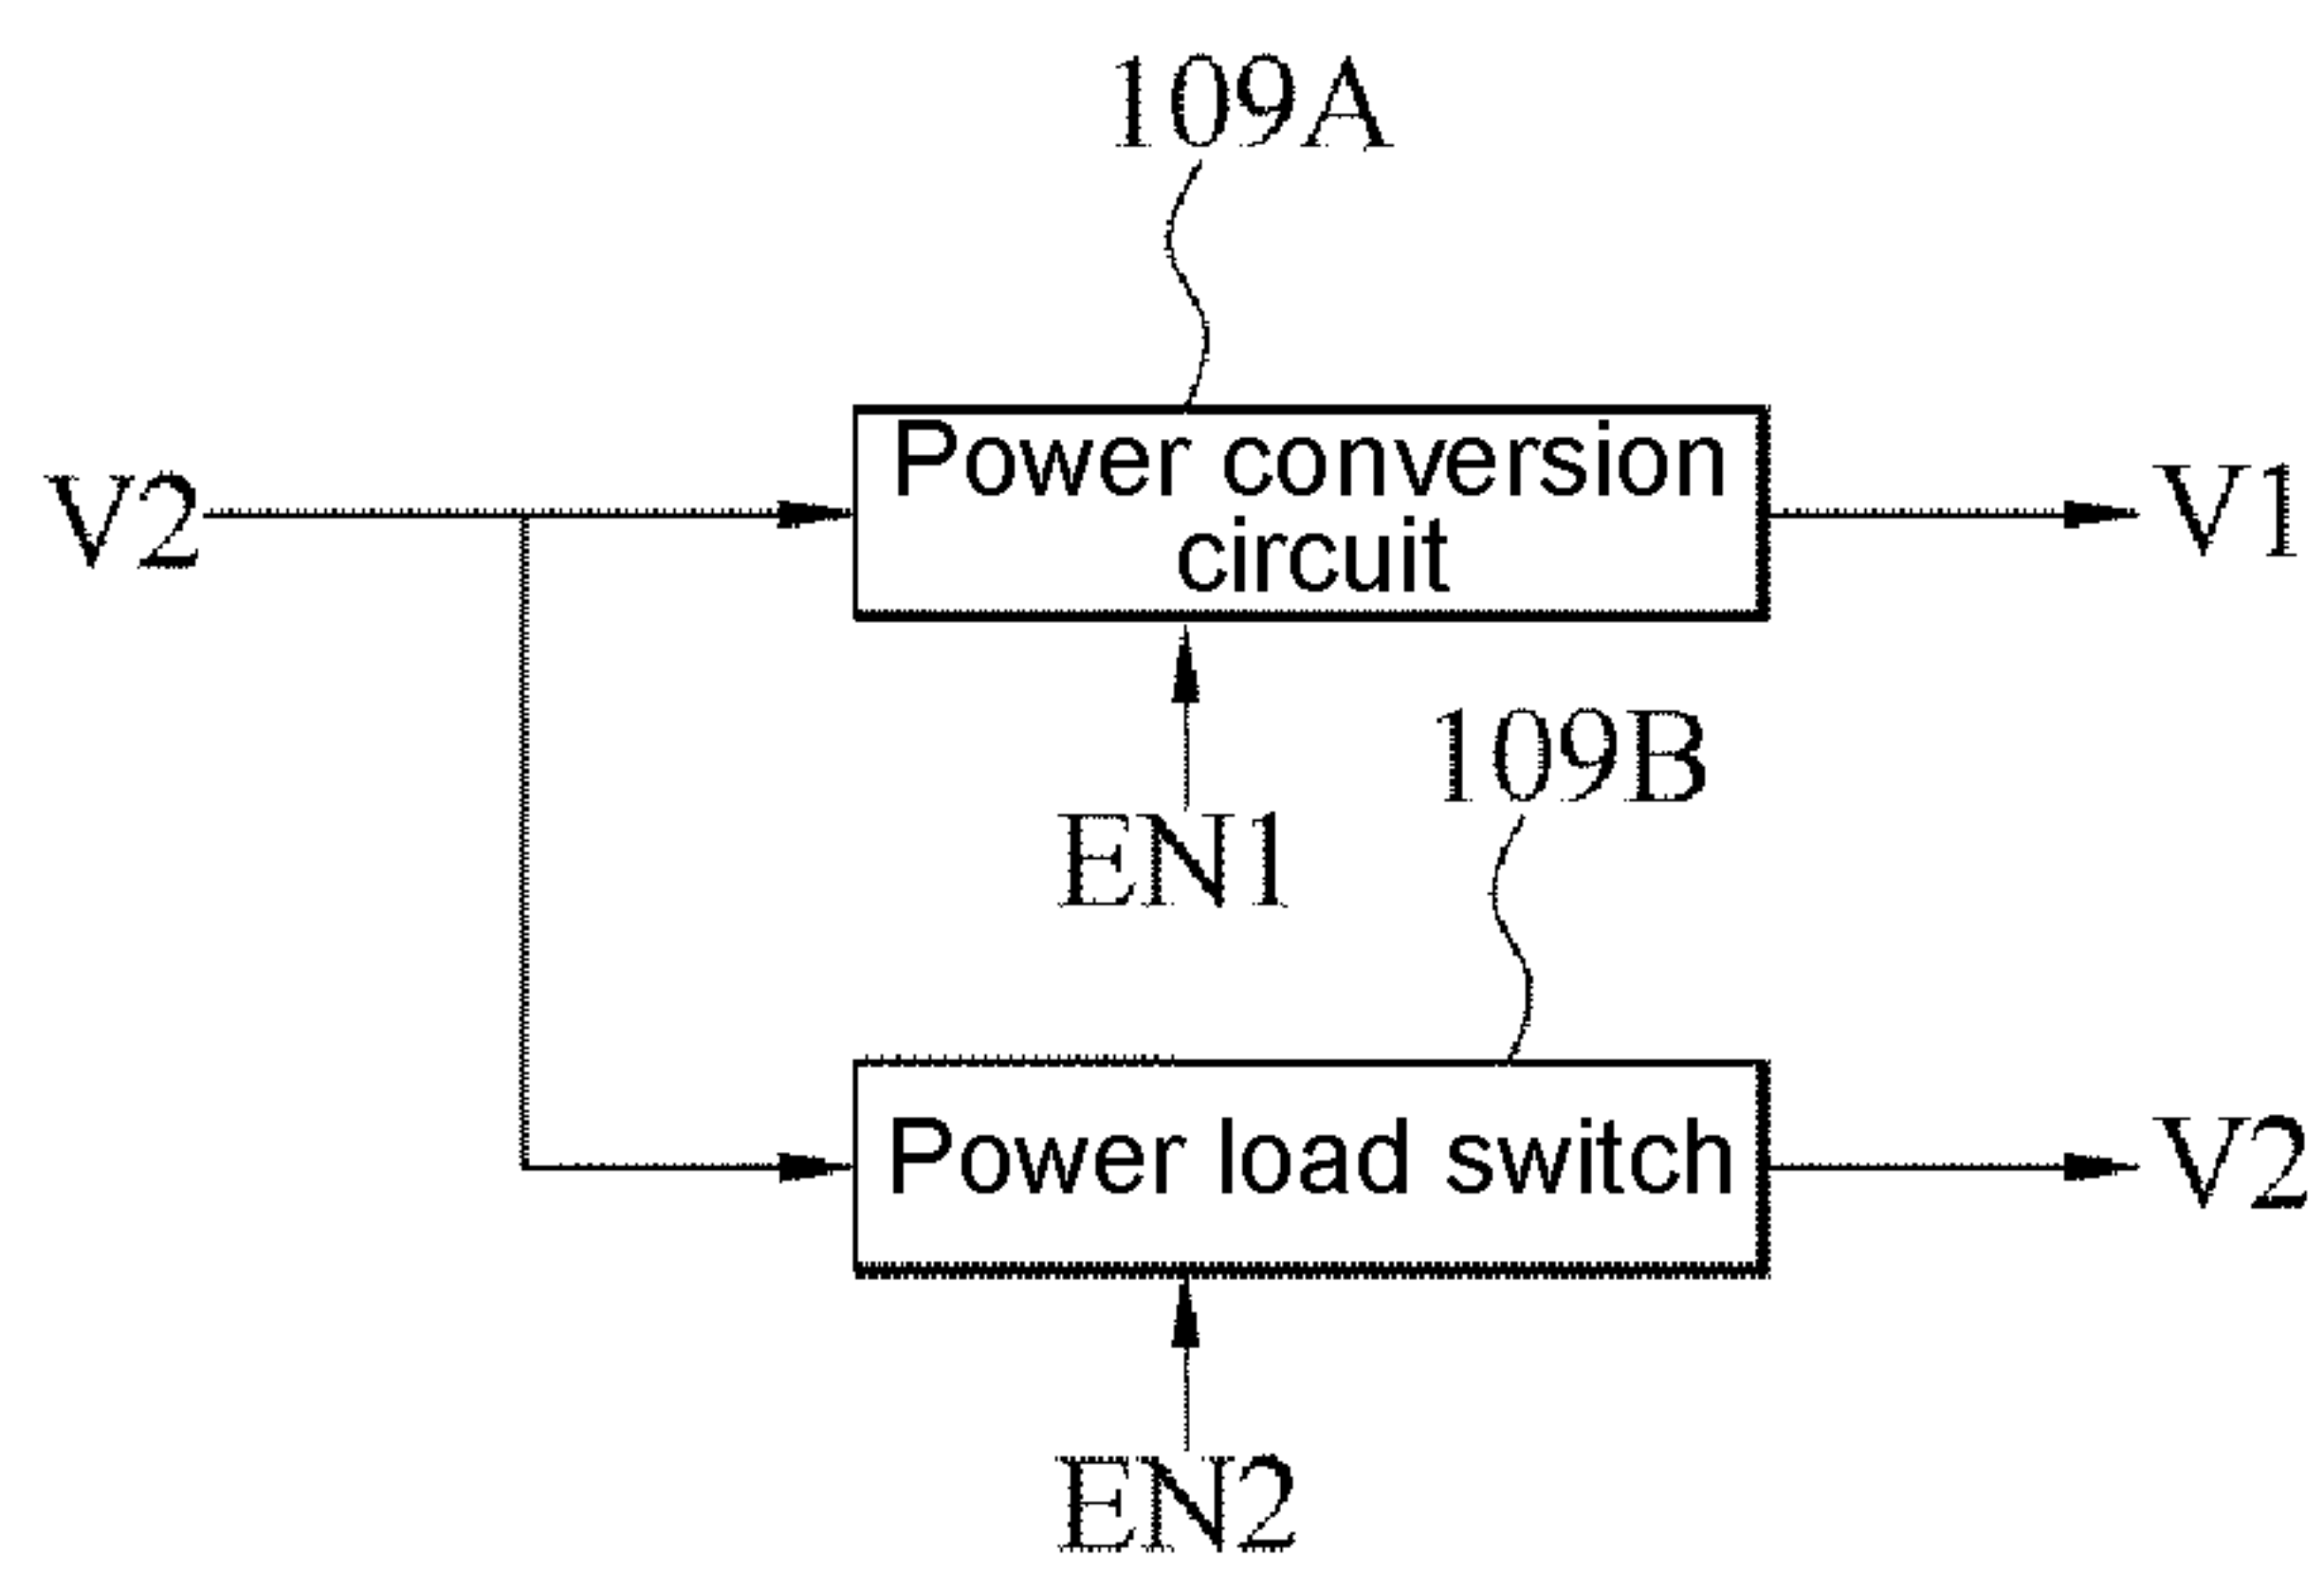 109A
V2
Power conversion
circuit
V1
EN1
109B
Power load switch
V2
EN2